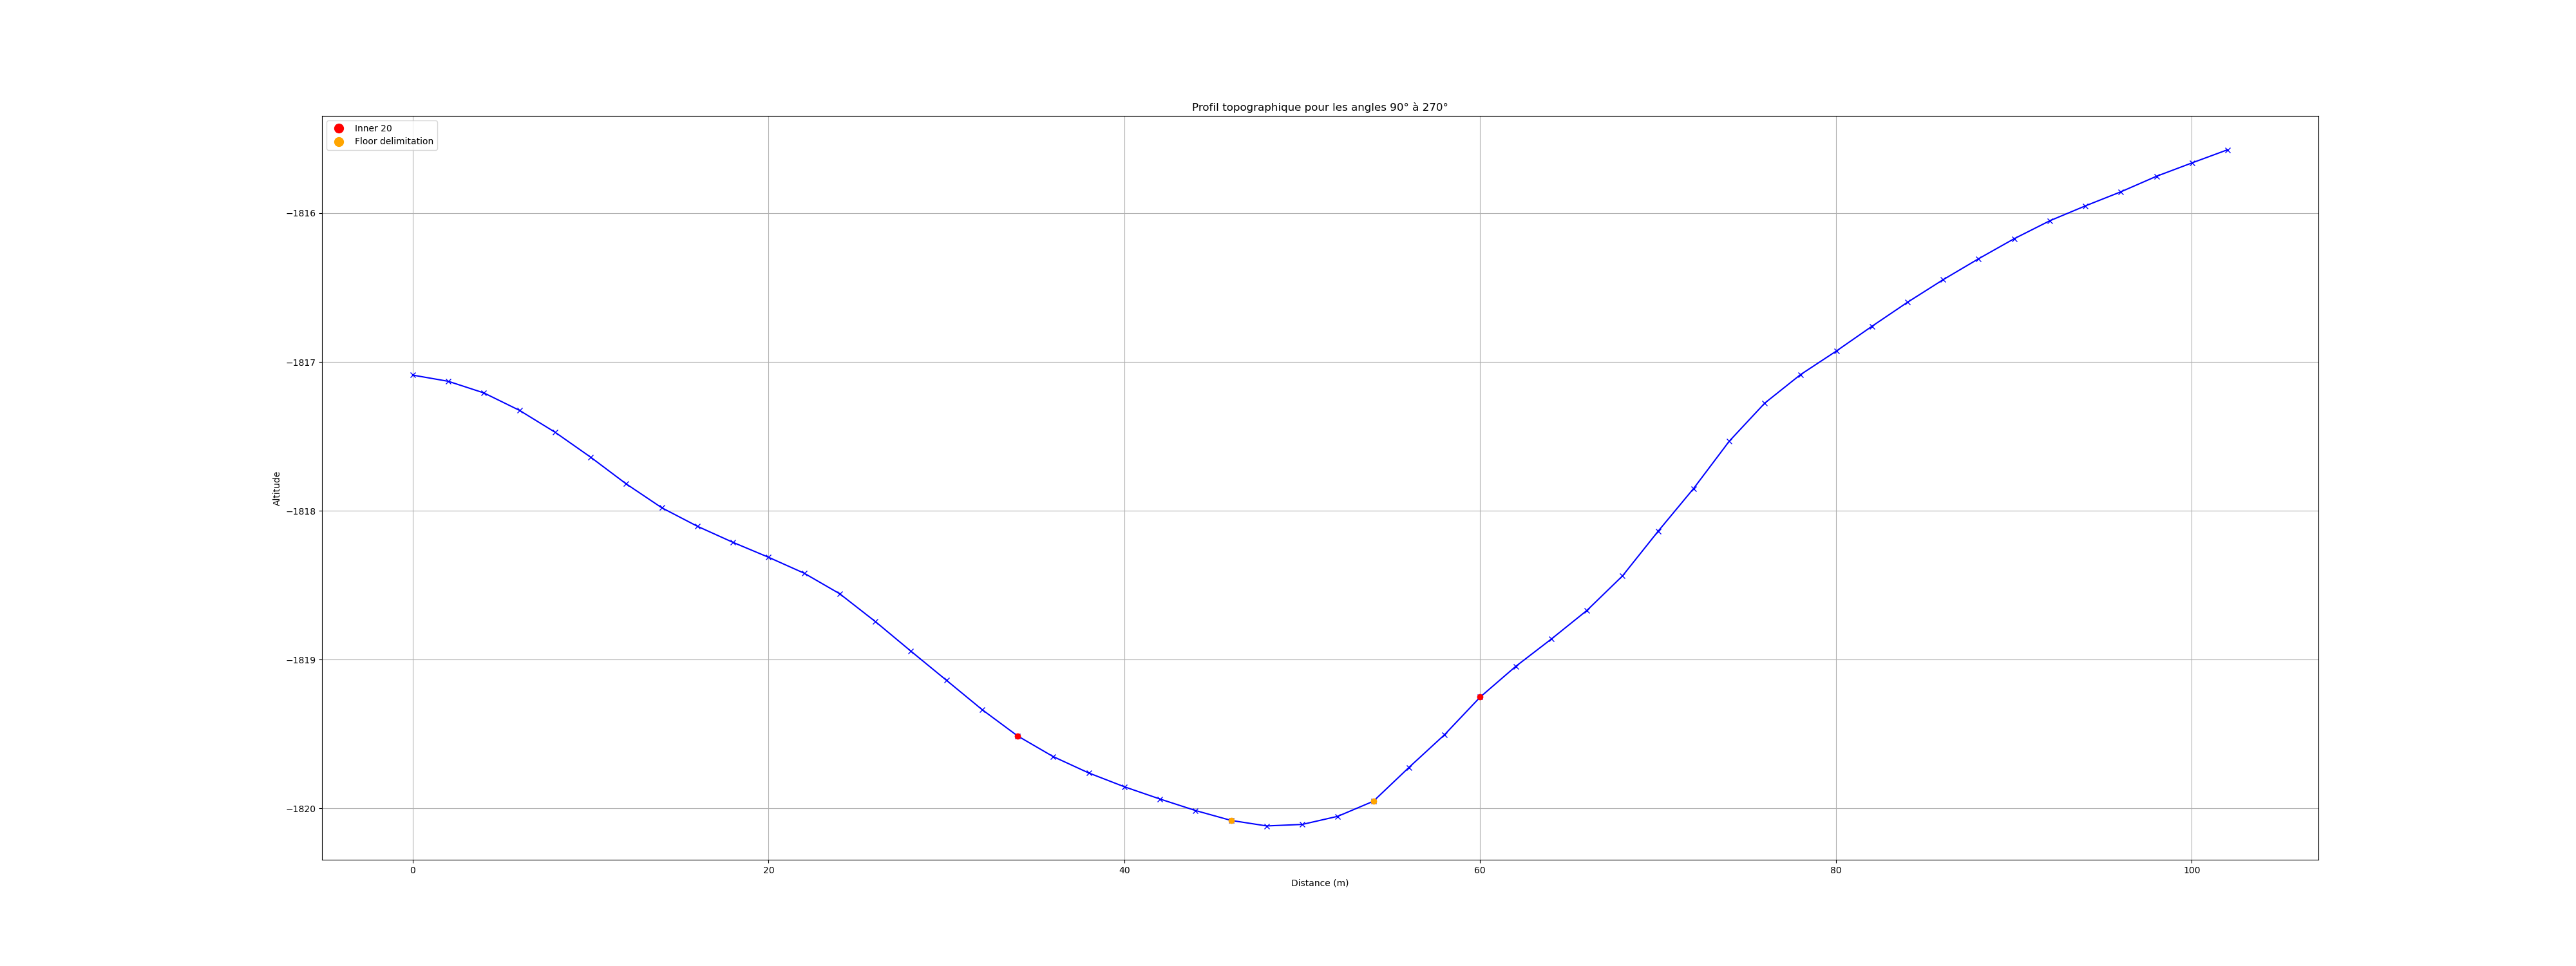 Profil topographique pour les angles 90° à 270°
Inner 20
Floor delimitation
−1816
−1817
−1818
−1819
−1820
Altitude
0 20 40 60 80 100
Distance (m)